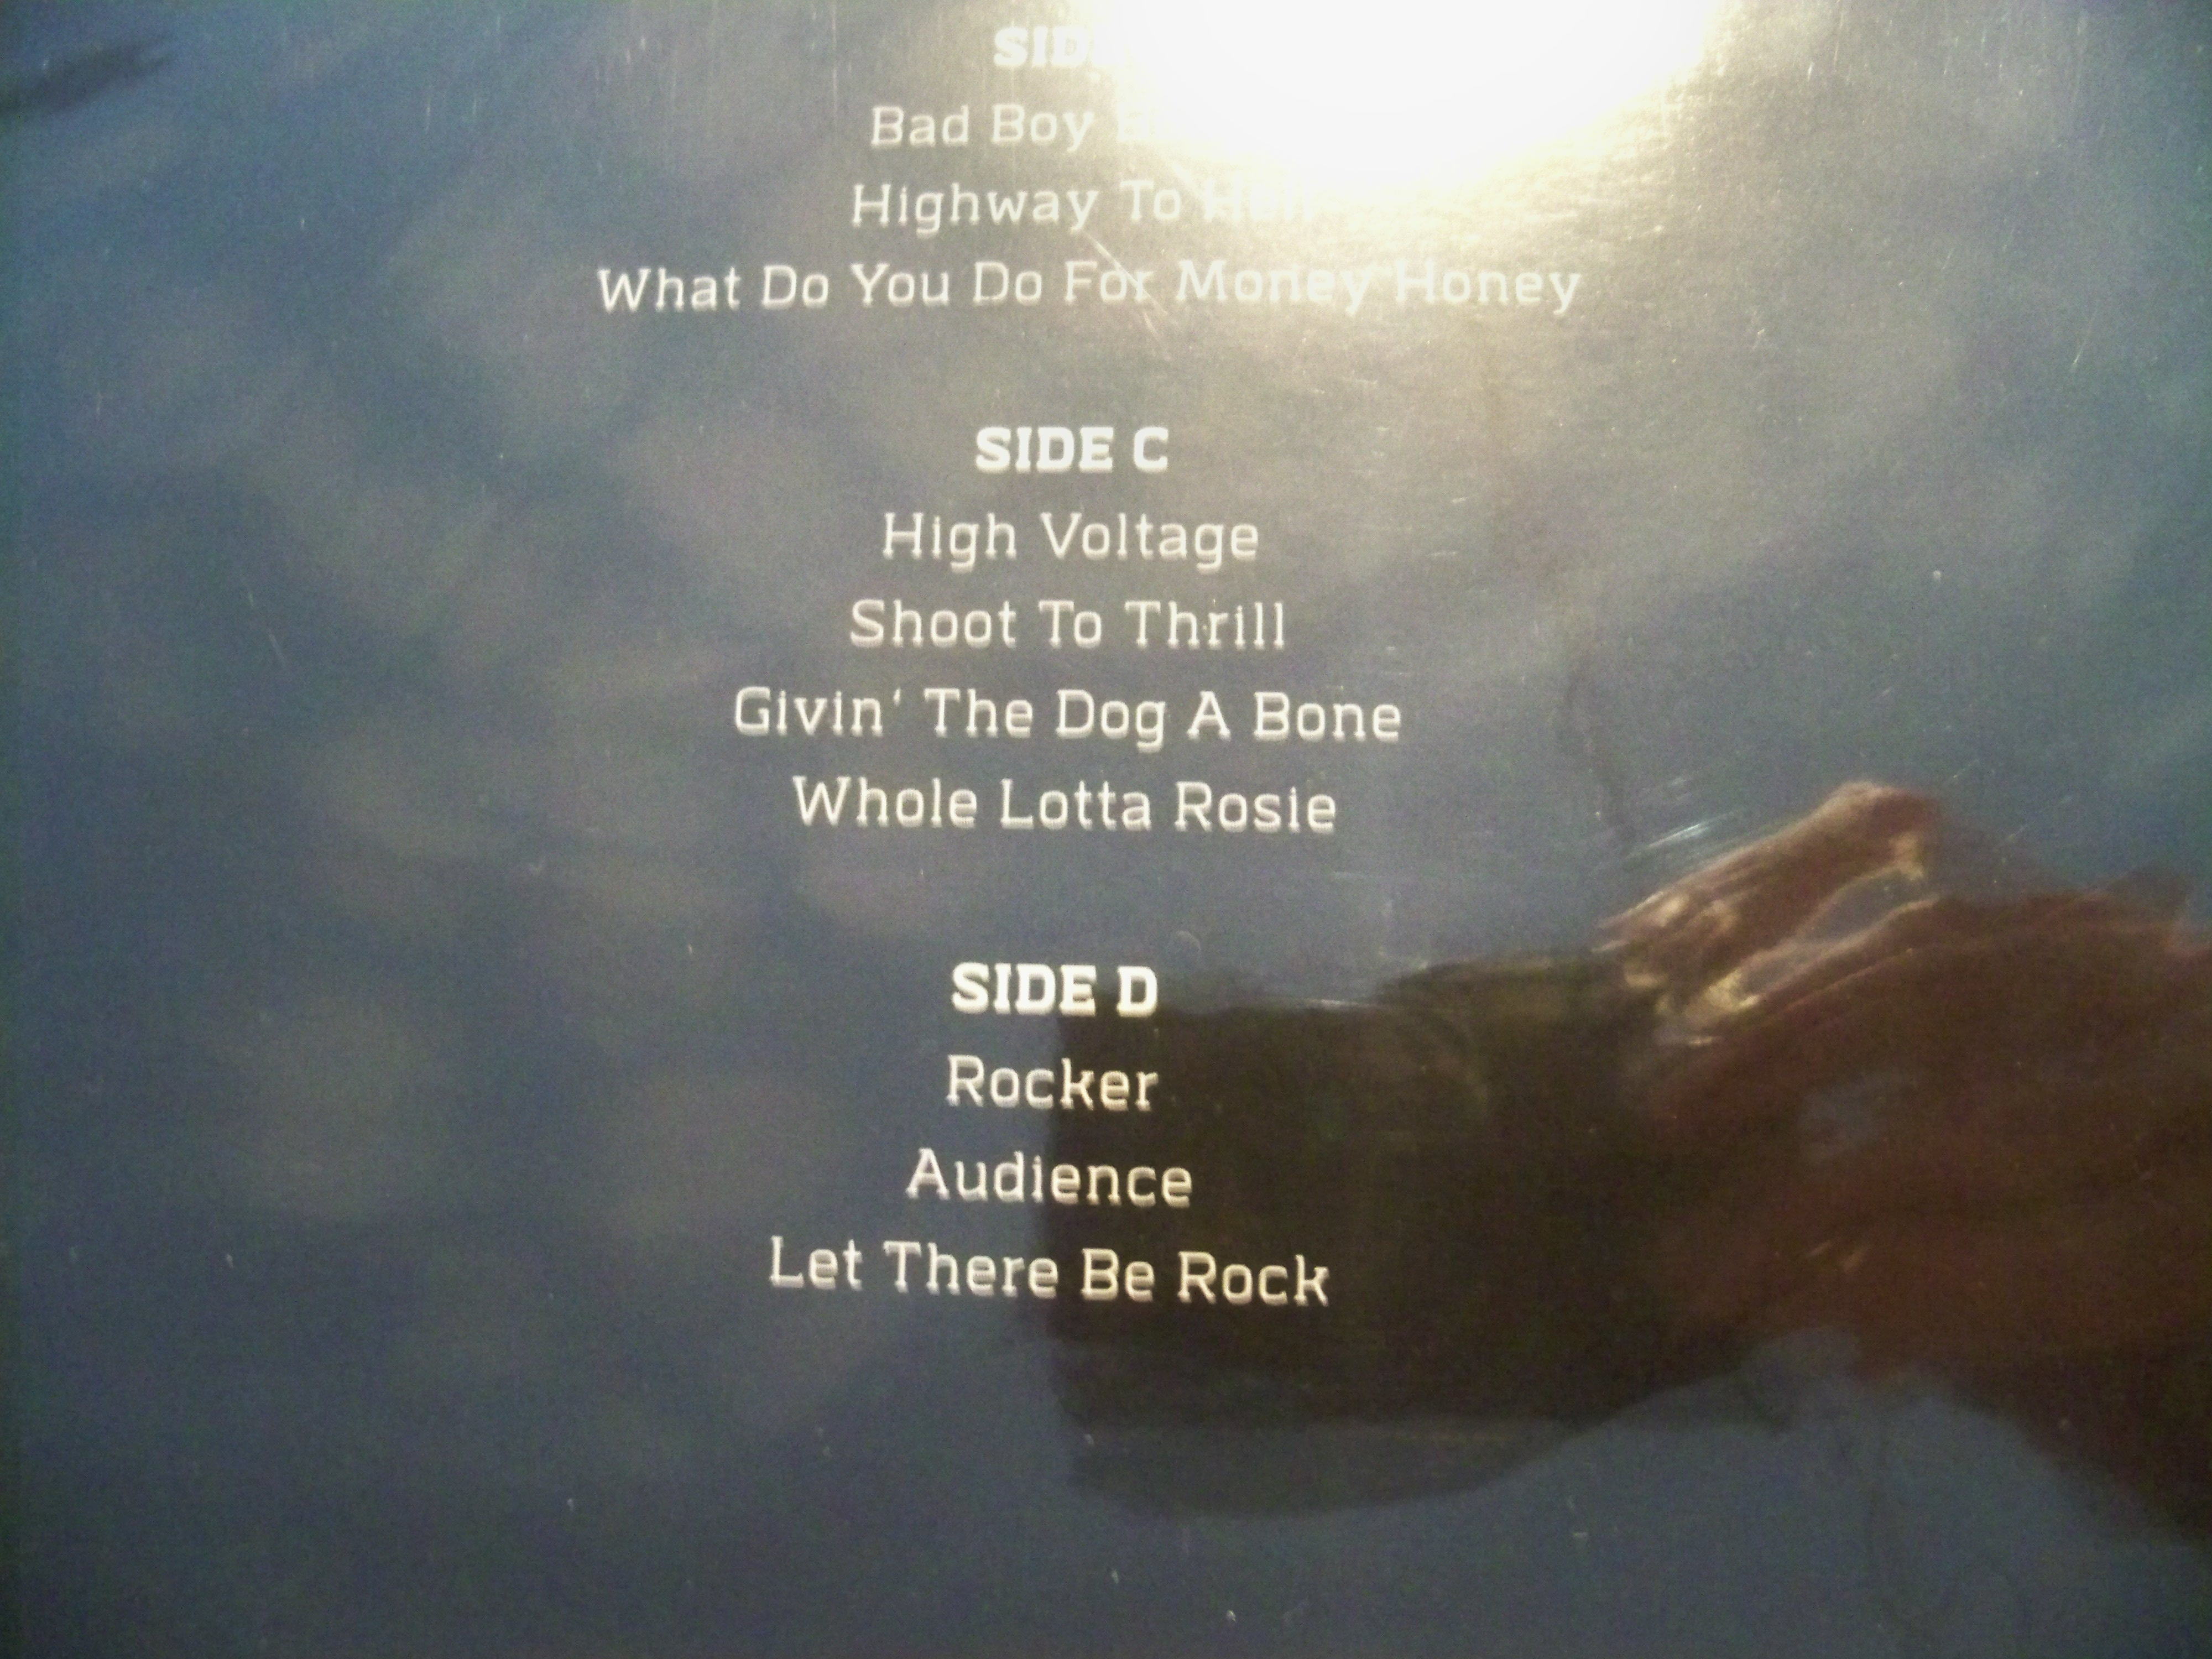 Bad Boy
Highway To
What Do You Do For Money Honey
SIDE C
High Voltage
Shoot To Thrill
Givin' The Dog A Bone
Whole Lotta Rosie
SIDE D
Rocker
Audience
Let There Be Rock